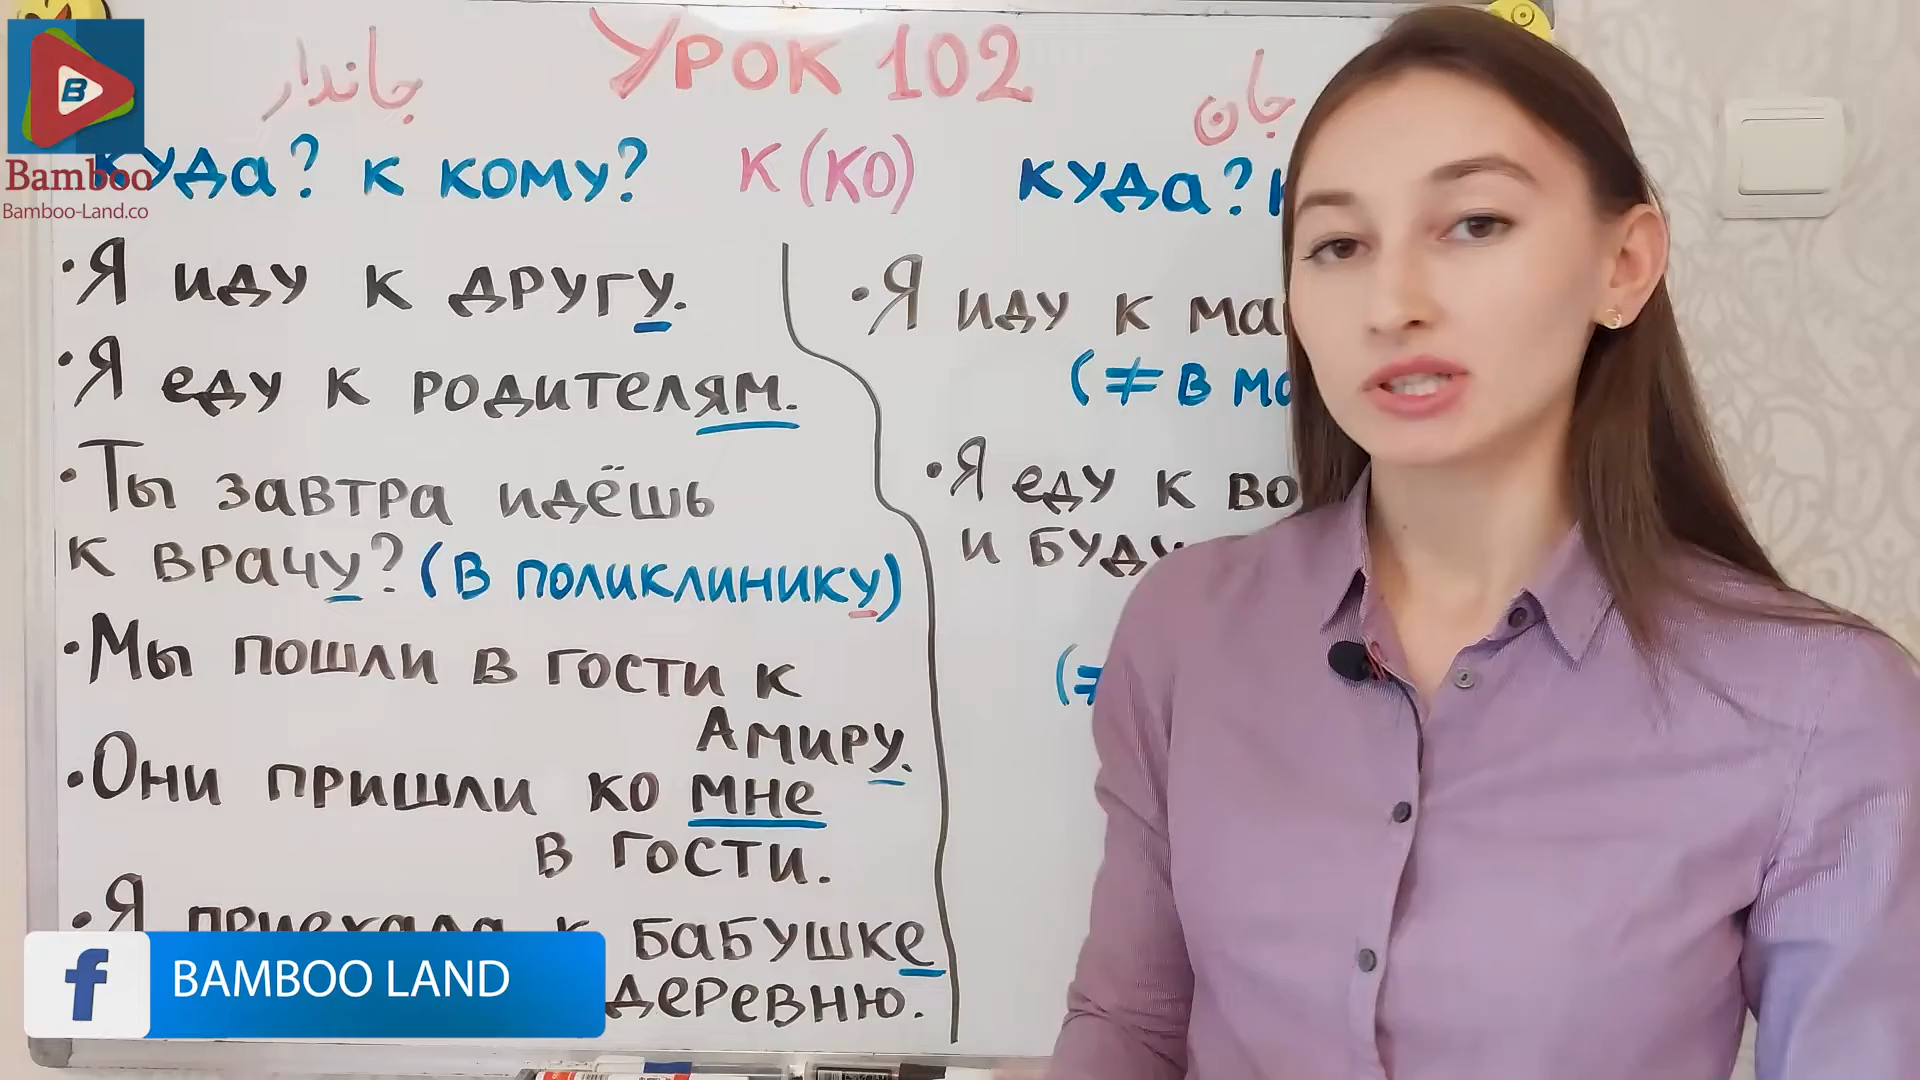 Урок 102
جاندار
جان
Bamboo
Bamboo-Land.co
куда? к кому?
к (ко)
куда?
• Я иду к другу.
• Я еду к родителям.
• Ты завтра идёшь
к врачу? (в поликлинику)
• Мы пошли в гости к
Амиру.
• Они пришли ко мне
в гости.
• Я приехала к бабушке
деревню.
• Я иду к
(≠ в
• Я еду к
и
(≠
BAMBOO LAND